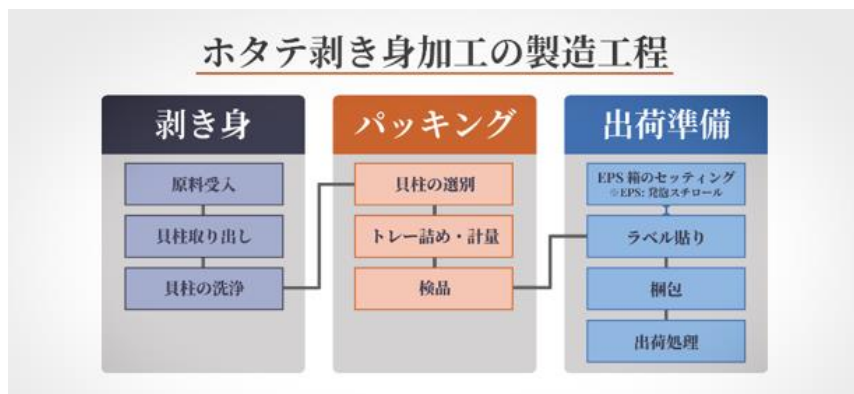 ホタテ剥き身加工の製造工程
剥き身
原料受入
貝柱取り出し
貝柱の洗浄
パッキング
貝柱の選別
トレー詰め・計量
検品
出荷準備
EPS 箱のセッティング
※EPS: 発泡スチロール
ラベル貼り
梱包
出荷処理